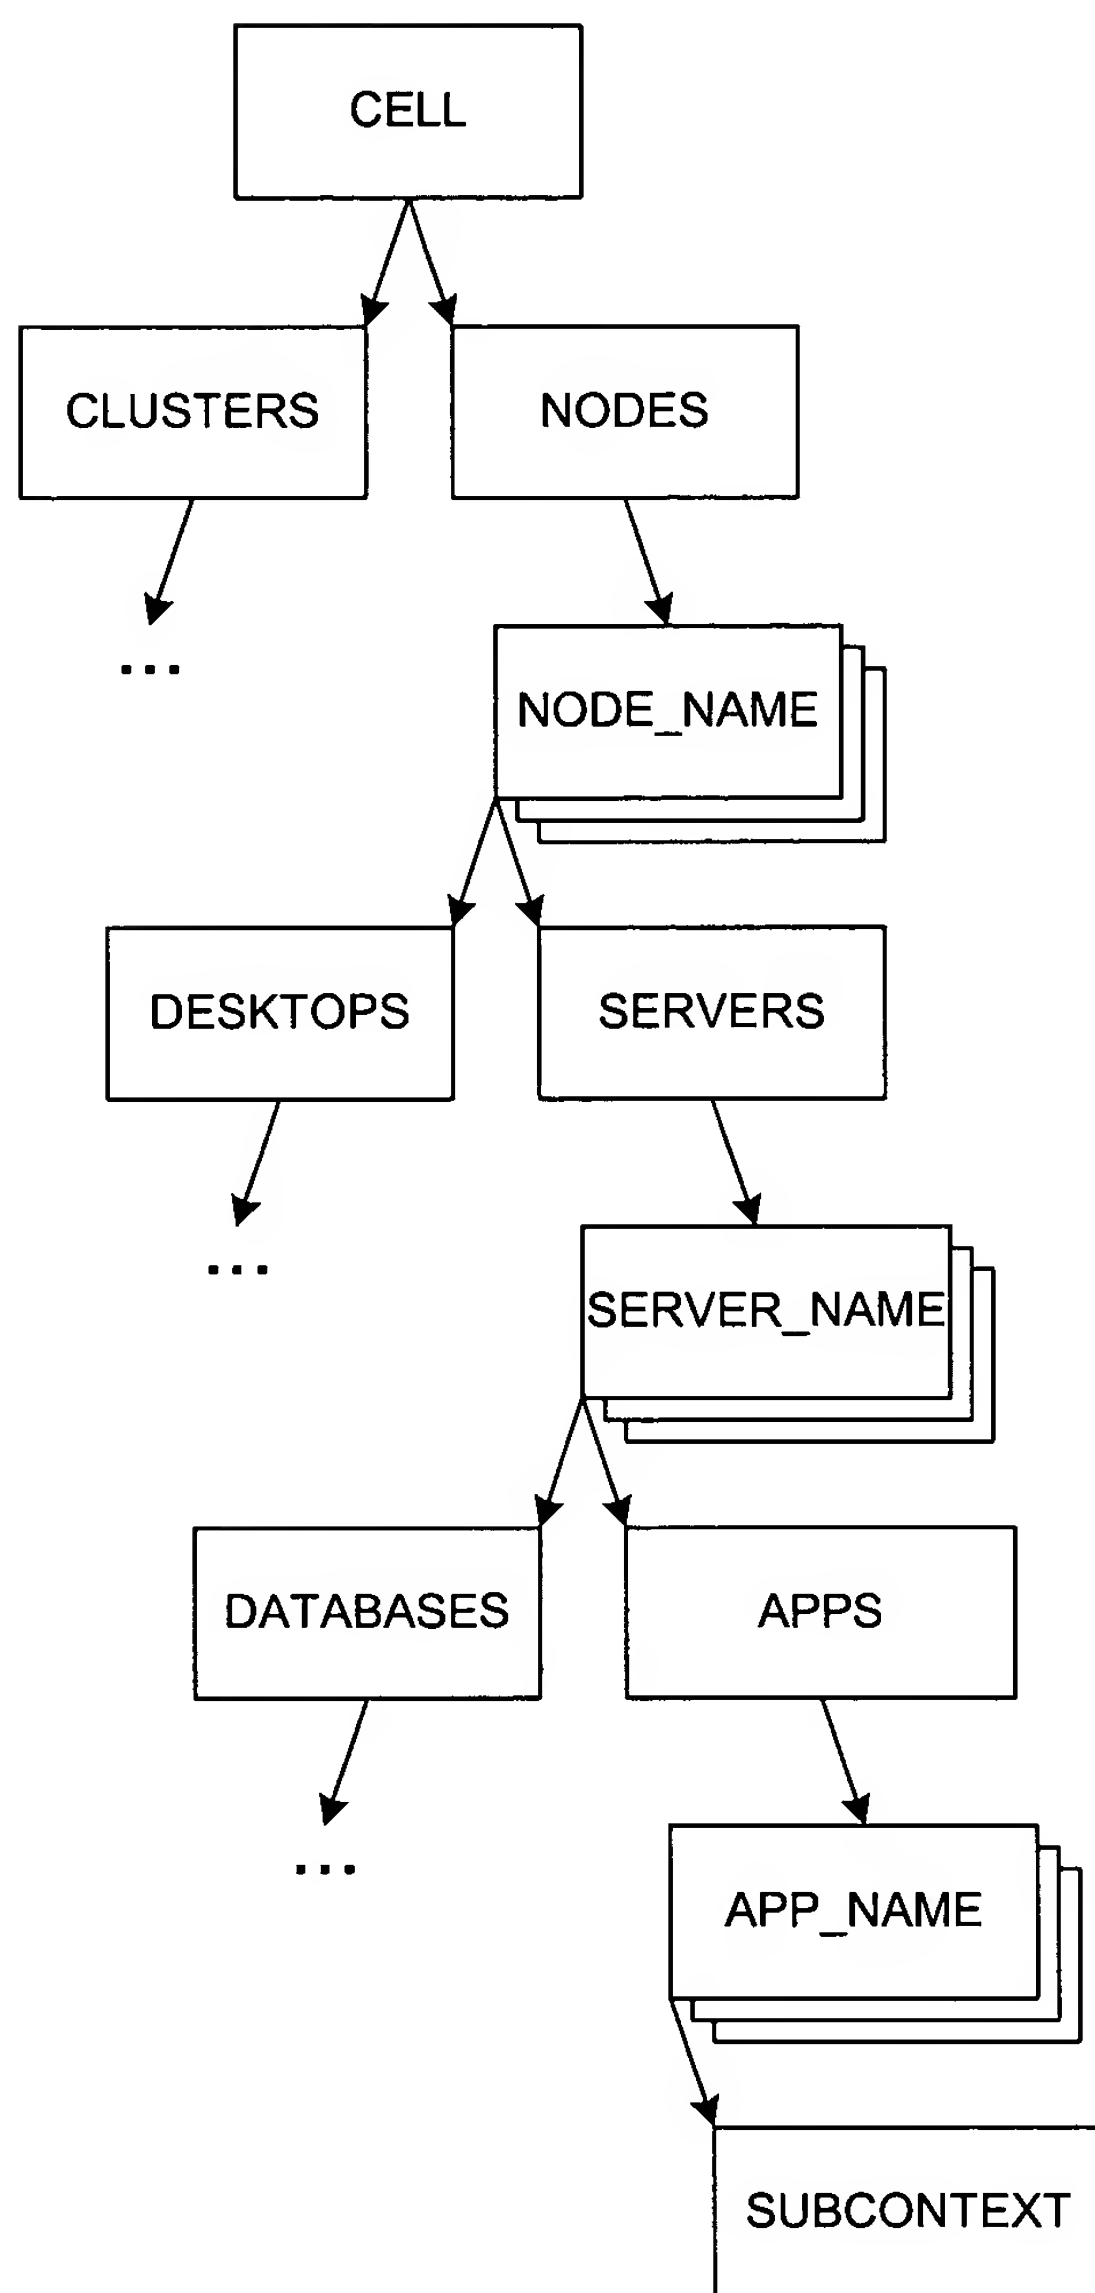 CELL
CLUSTERS
NODES
...
NODE_NAME
DESKTOPS
SERVERS
...
SERVER_NAME
DATABASES
APPS
...
APP_NAME
SUBCONTEXT